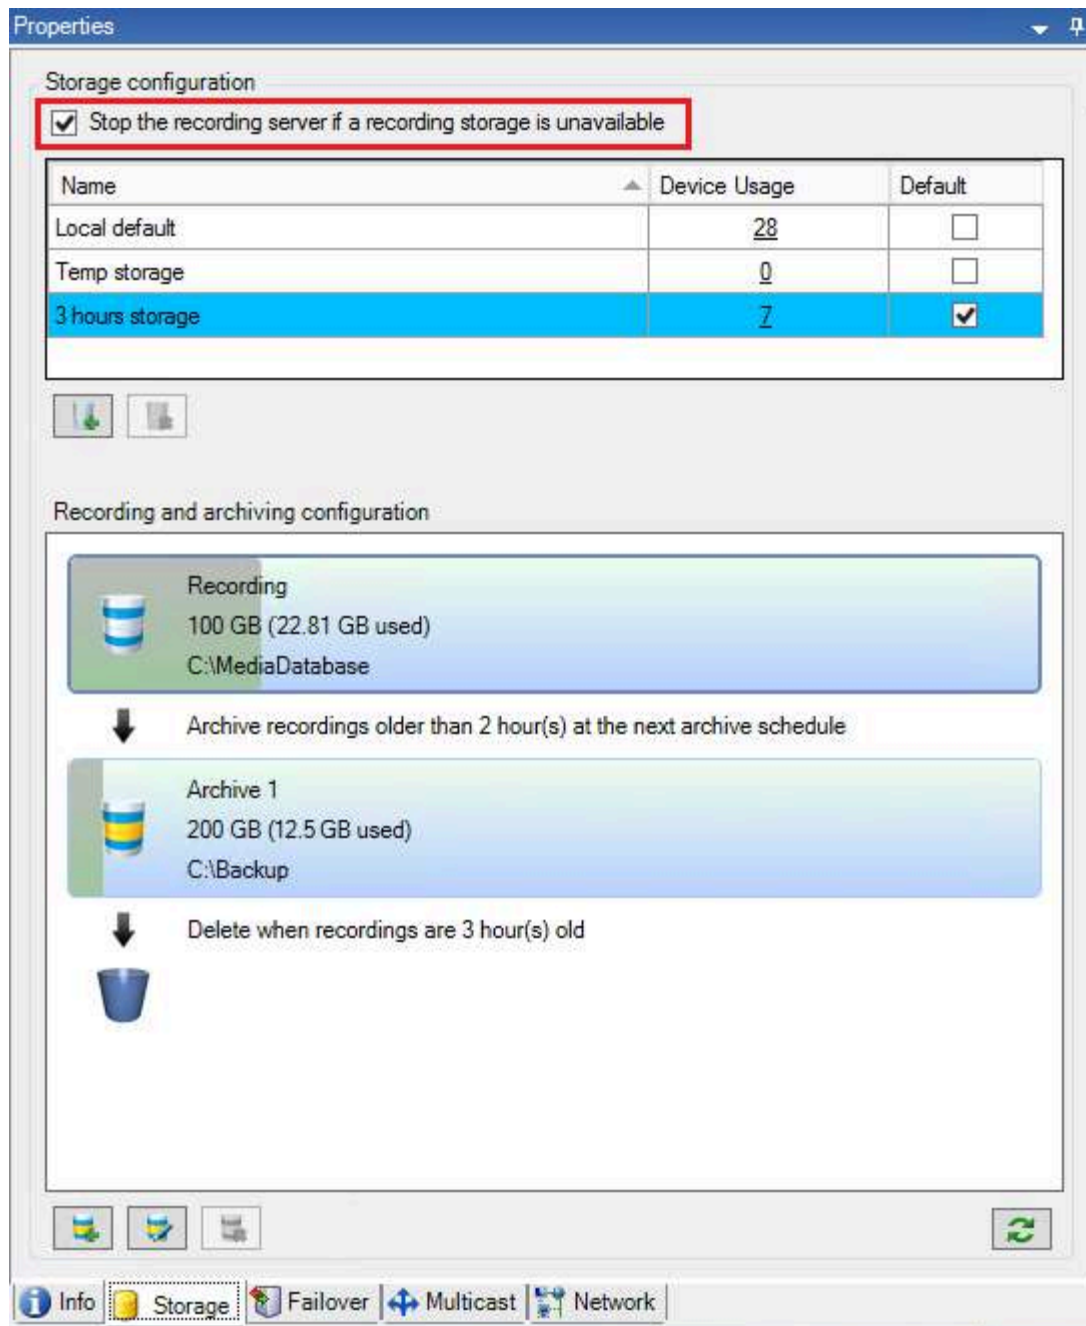 Properties
Storage configuration
Stop the recording server if a recording storage is unavailable
Name Device Usage Default
Local default 28
Temp storage 0
3 hours storage 7
Recording and archiving configuration
Recording
100 GB (22.81 GB used)
C:\MediaDatabase
Archive recordings older than 2 hour(s) at the next archive schedule
Archive 1
200 GB (12.5 GB used)
C:\Backup
Delete when recordings are 3 hour(s) old
Info Storage Failover Multicast Network